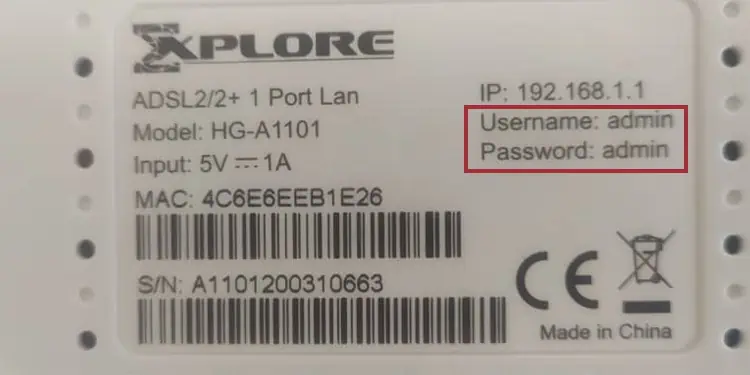 XPLORE
ADSL2/2+ 1 Port Lan
Model: HG-A1101
Input: 5V ⎓ 1A
MAC: 4C6E6EEB1E26
S/N: A1101200310663
IP: 192.168.1.1
Username: admin
Password: admin
CE
Made in China